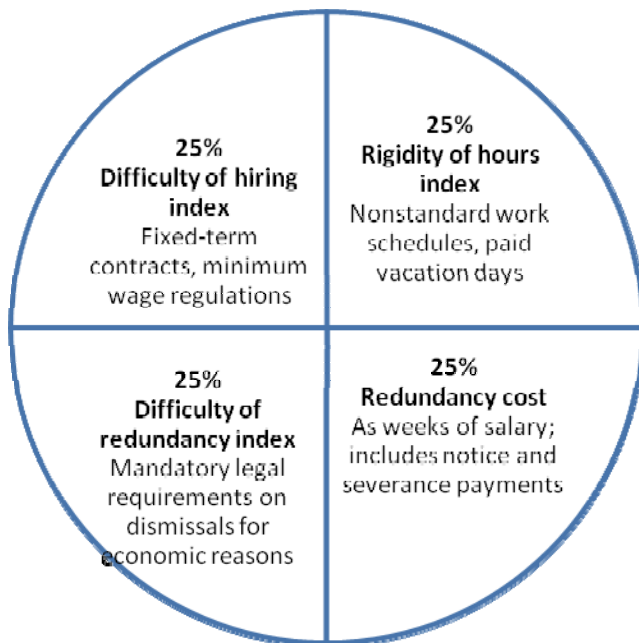 25%
Difficulty of hiring
index
Fixed-term
contracts, minimum
wage regulations
25%
Rigidity of hours
index
Nonstandard work
schedules, paid
vacation days
25%
Difficulty of
redundancy index
Mandatory legal
requirements on
dismissals for
economic reasons
25%
Redundancy cost
As weeks of salary;
includes notice and
severance payments